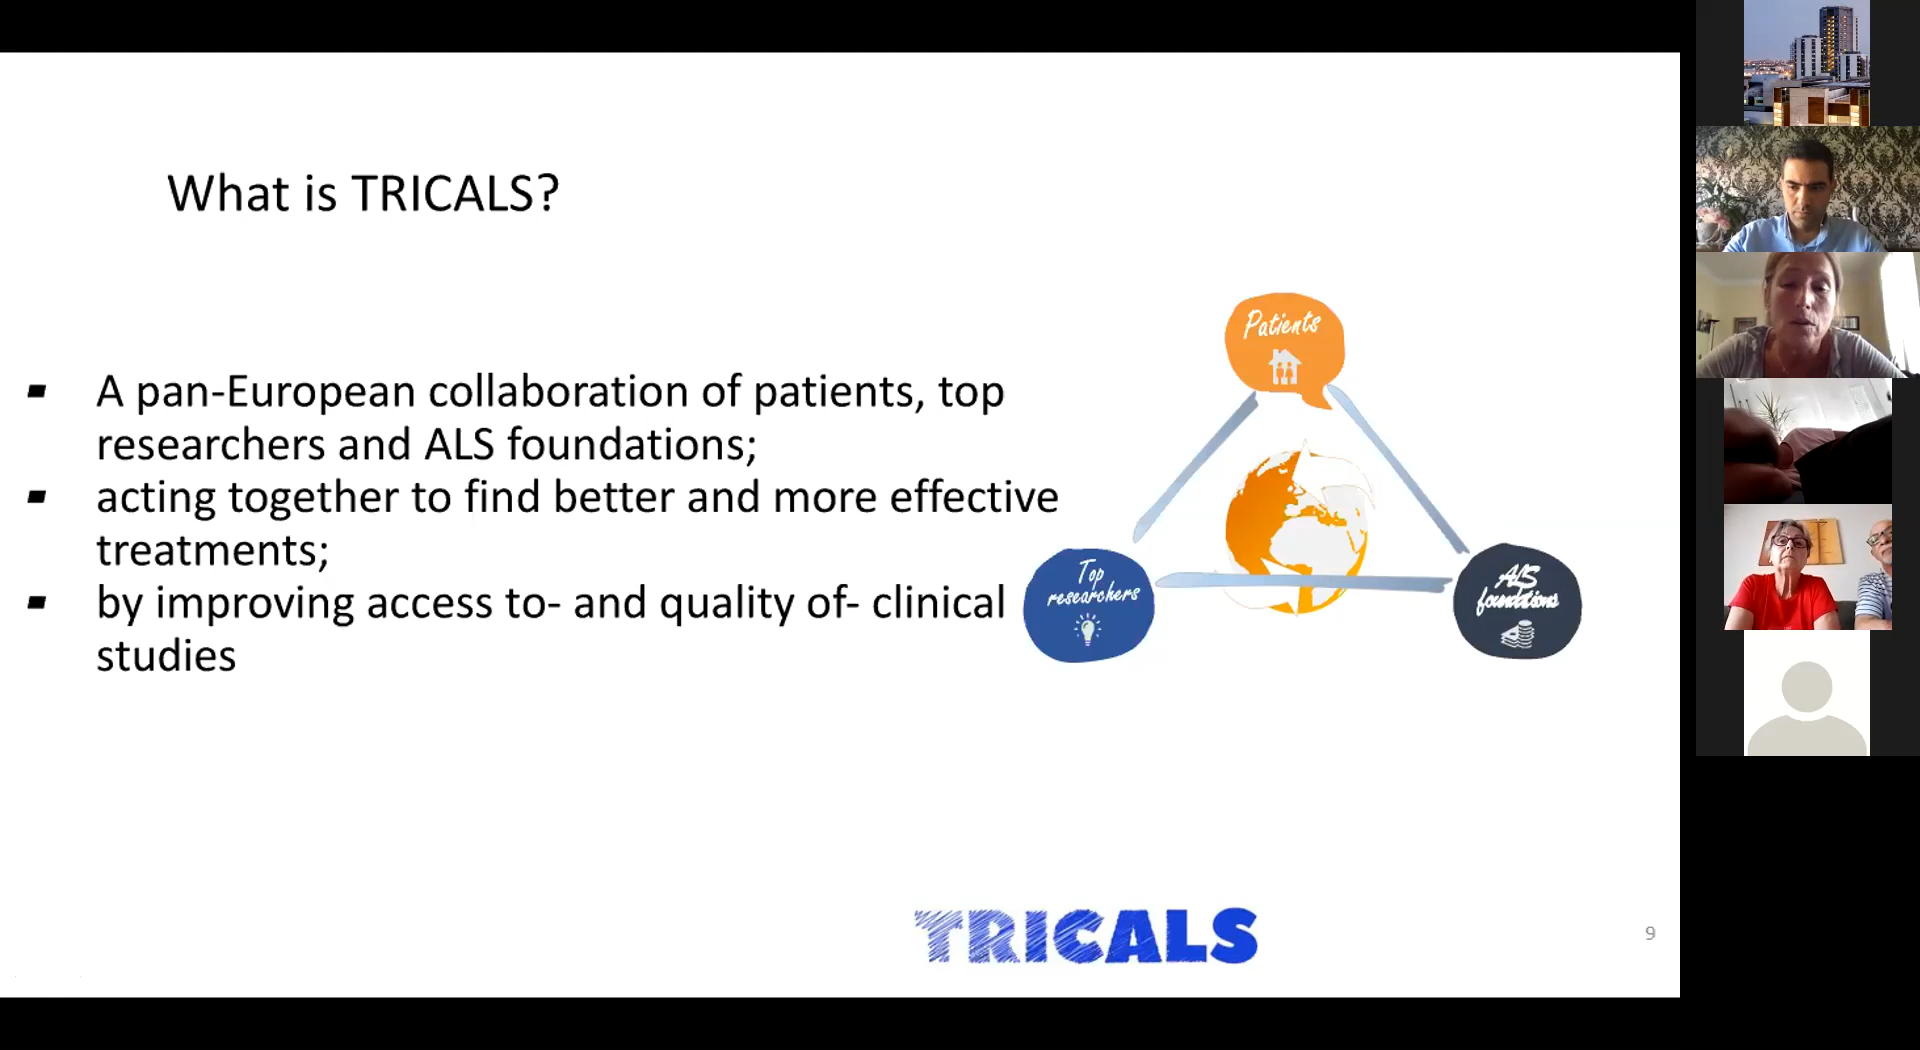 What is TRICALS?
▪ A pan-European collaboration of patients, top
researchers and ALS foundations;
▪ acting together to find better and more effective
treatments;
▪ by improving access to- and quality of- clinical
studies
Patients
Top
researchers
ALS
foundations
TRICALS
9